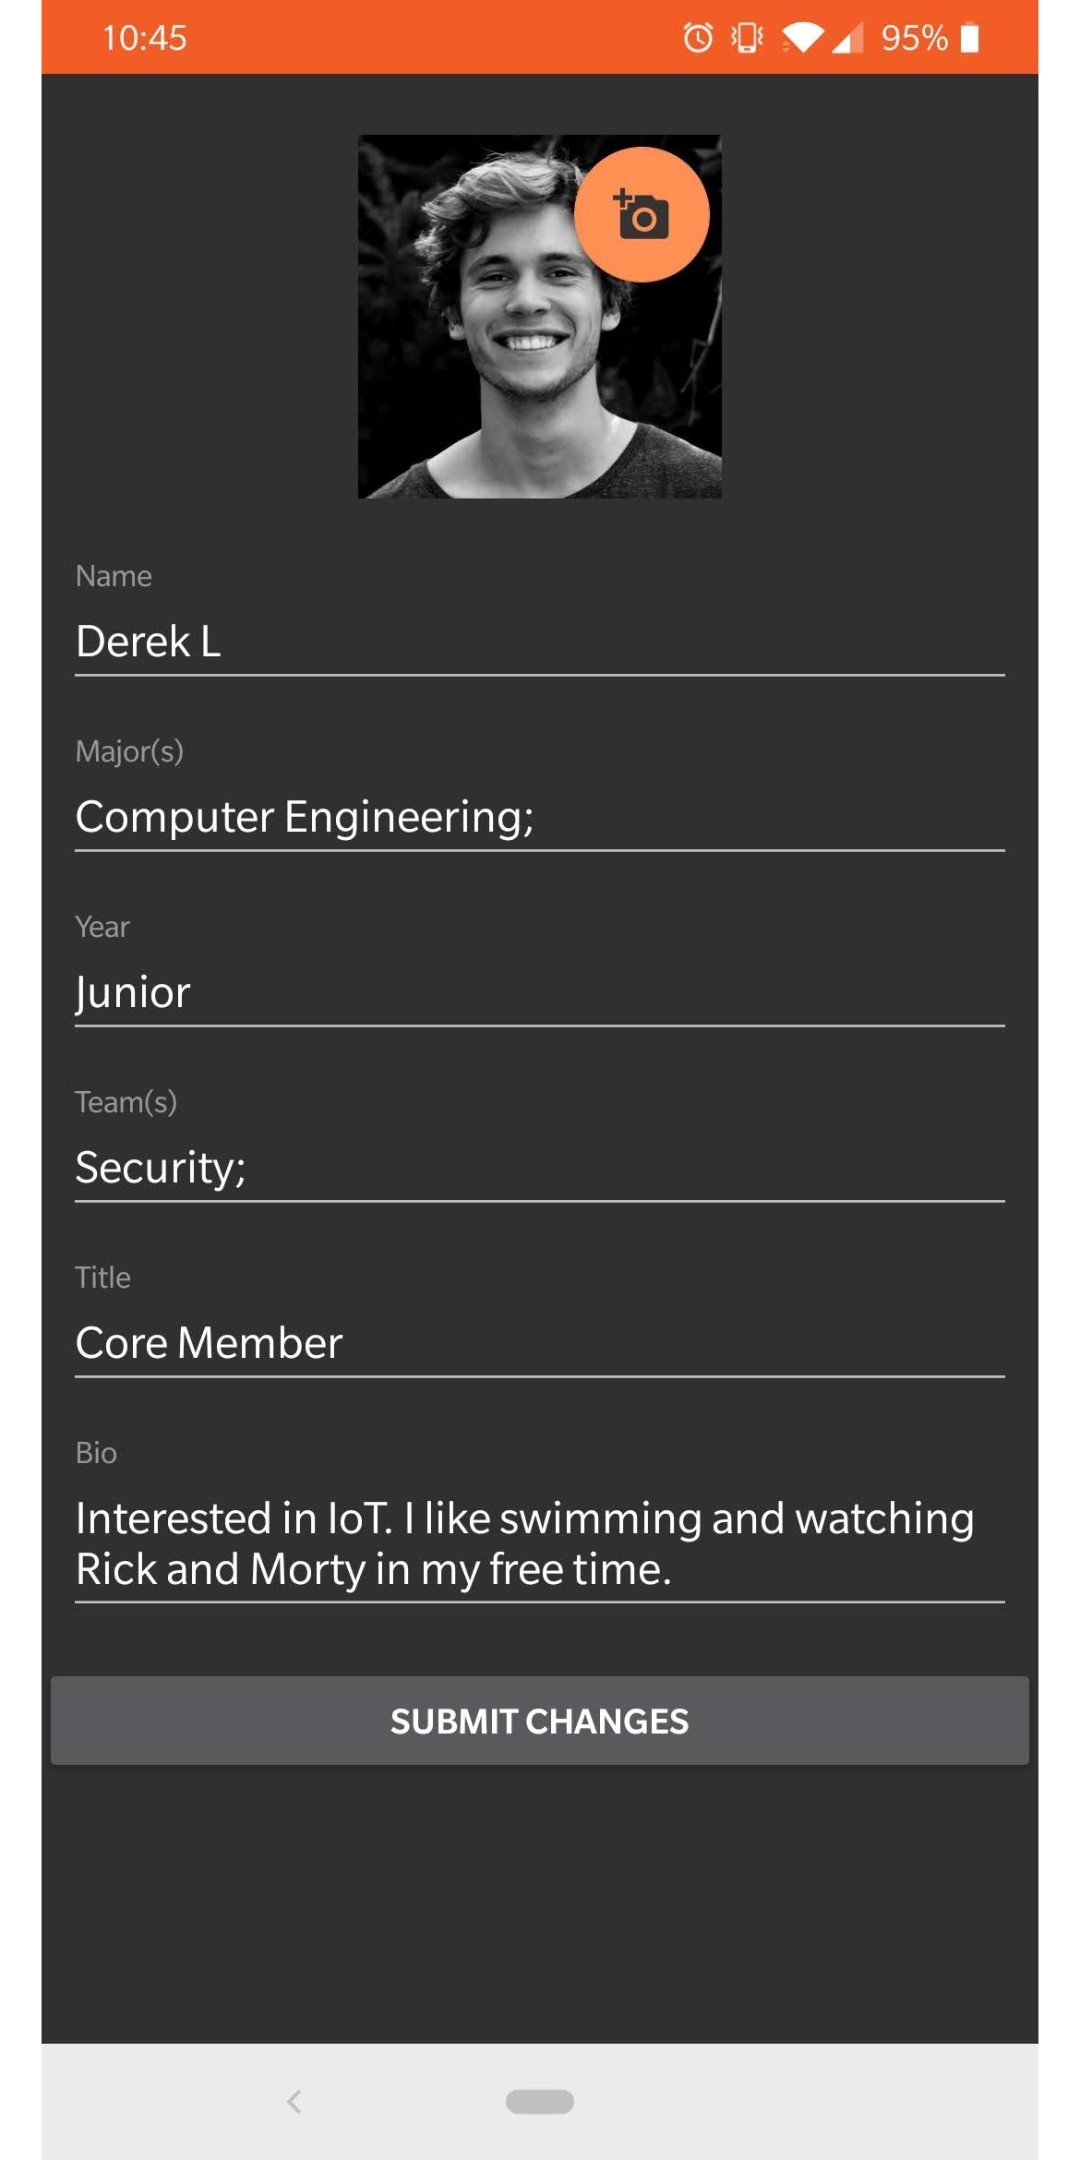 10:45 95%
Name
Derek L
Major(s)
Computer Engineering;
Year
Junior
Team(s)
Security;
Title
Core Member
Bio
Interested in IoT. I like swimming and watching
Rick and Morty in my free time.
SUBMIT CHANGES